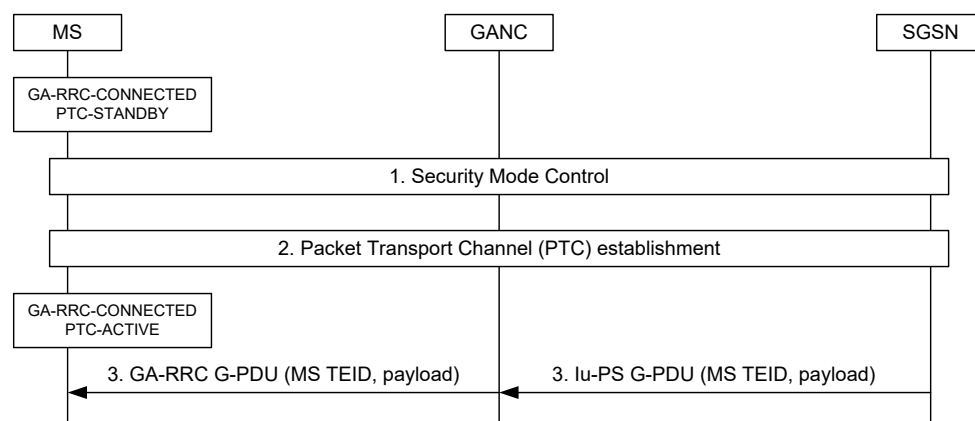 MS
GANC
SGSN
GA-RRC-CONNECTED
PTC-STANDBY
1. Security Mode Control
2. Packet Transport Channel (PTC) establishment
GA-RRC-CONNECTED
PTC-ACTIVE
3. GA-RRC G-PDU (MS TEID, payload)
3. Iu-PS G-PDU (MS TEID, payload)